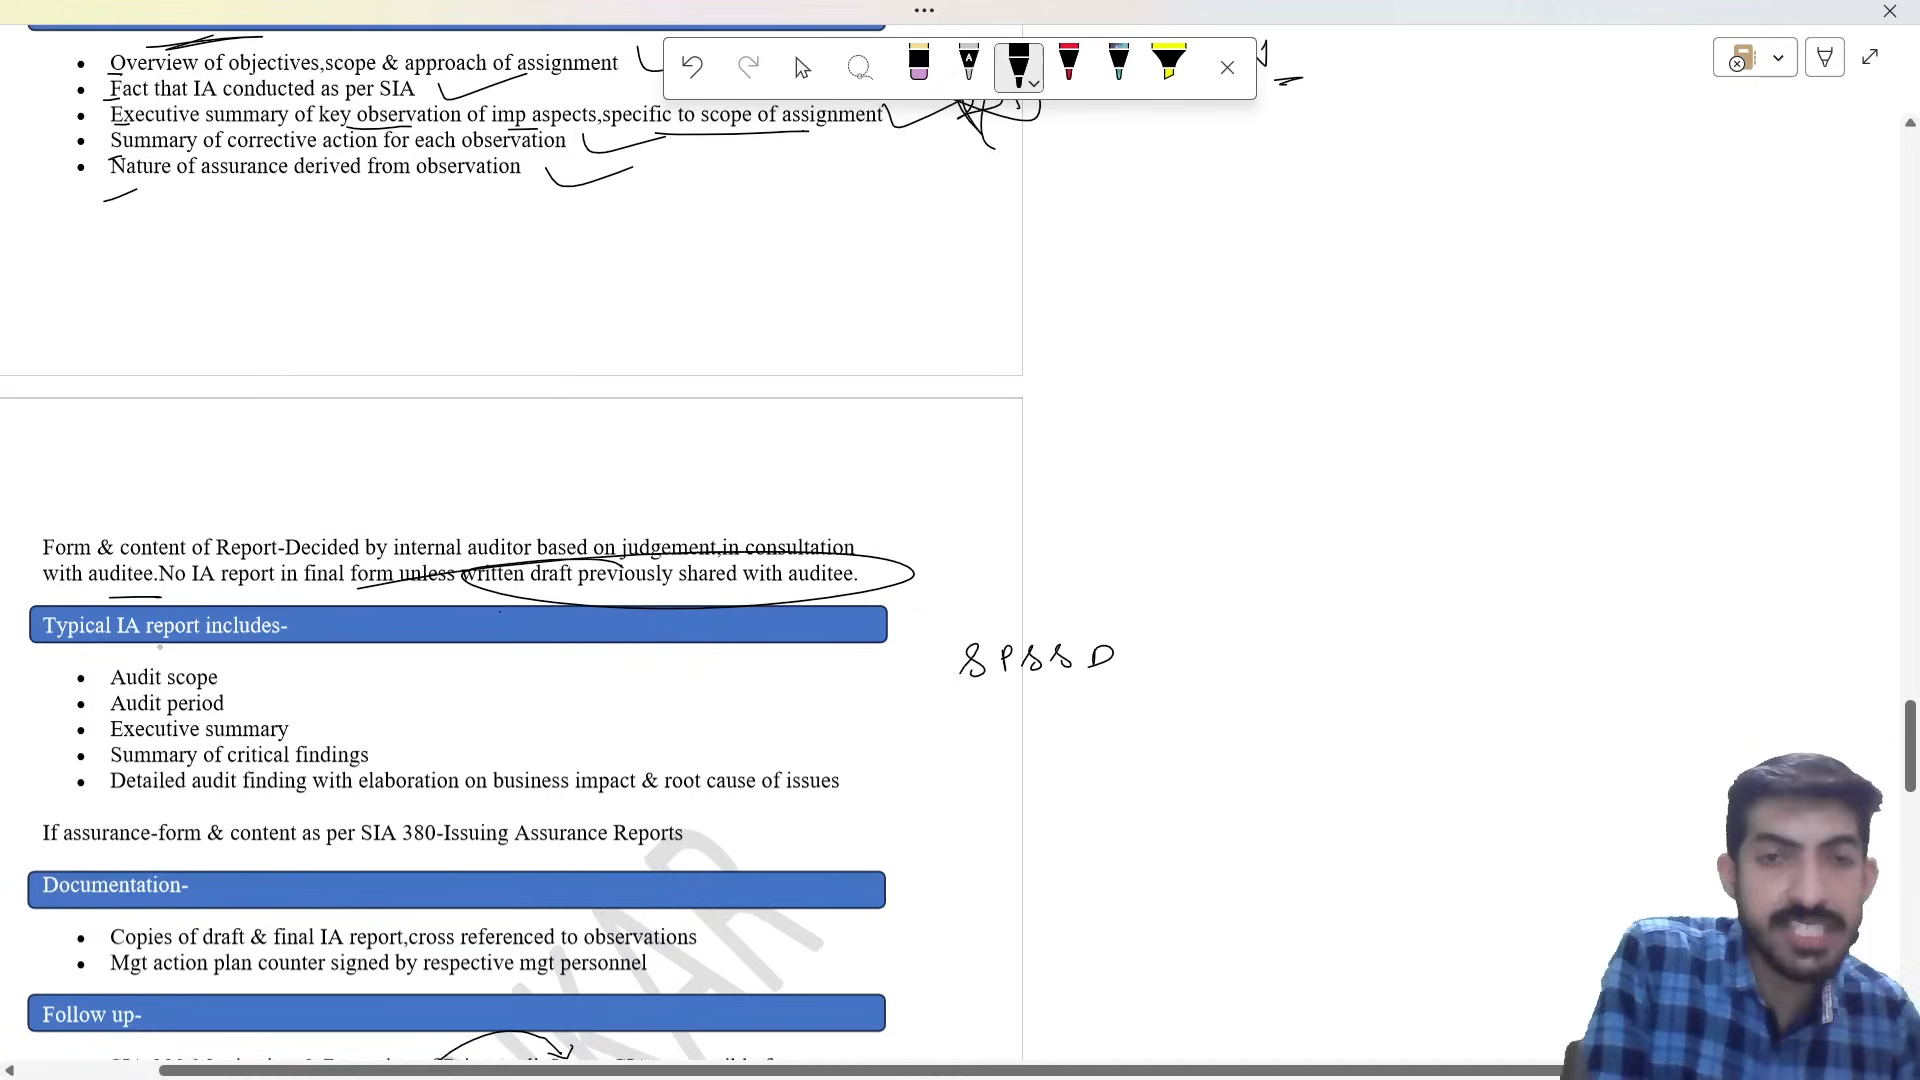 Overview of objectives,scope & approach of assignment
Fact that IA conducted as per SIA
Executive summary of key observation of imp aspects,specific to scope of assignment
Summary of corrective action for each observation
Nature of assurance derived from observation
Form & content of Report-Decided by internal auditor based on judgement,in consultation
with auditee.No IA report in final form unless written draft previously shared with auditee.
Typical IA report includes-
S P S S D
Audit scope
Audit period
Executive summary
Summary of critical findings
Detailed audit finding with elaboration on business impact & root cause of issues
If assurance-form & content as per SIA 380-Issuing Assurance Reports
Documentation-
Copies of draft & final IA report,cross referenced to observations
Mgt action plan counter signed by respective mgt personnel
Follow up-